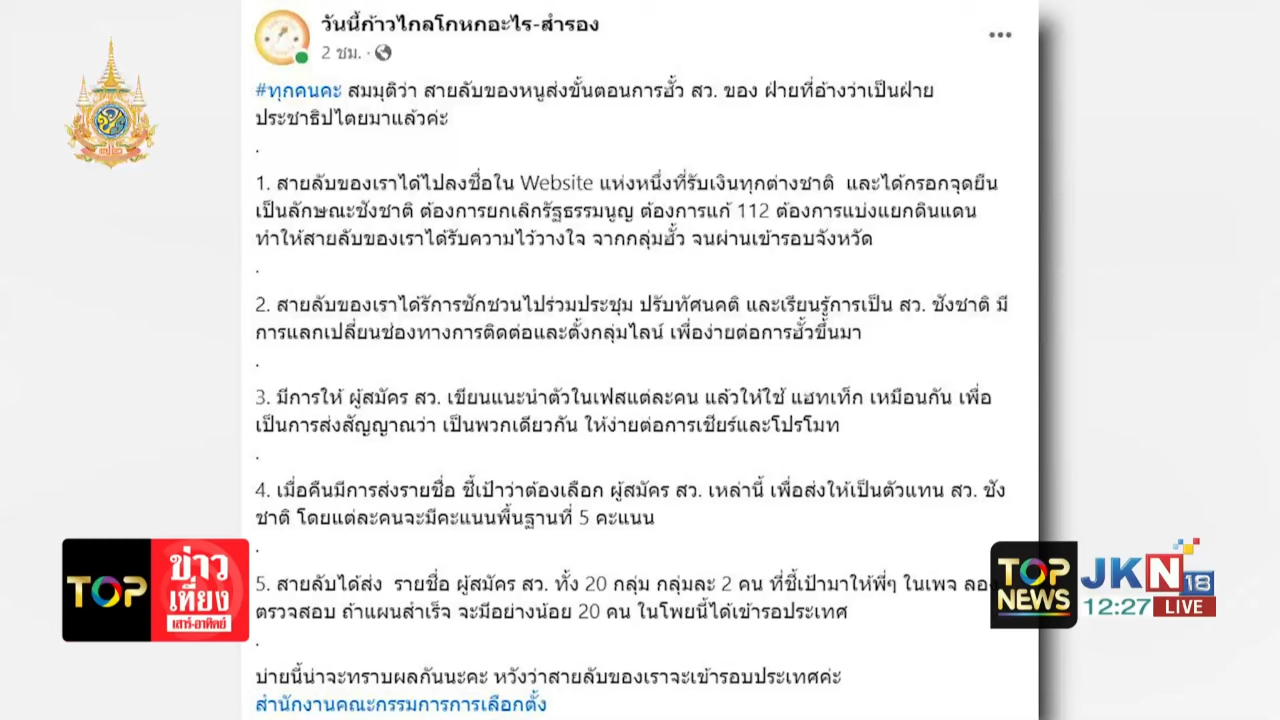 วันนี้ก้าวไกลโกหกอะไร-สำรอง
2 ชม. ·
#ทุกคนคะ สมมุติว่า สายลับของหนูส่งขั้นตอนการฮั้ว สว. ของ ฝ่ายที่อ้างว่าเป็นฝ่าย
ประชาธิปไตยมาแล้วค่ะ
.
1. สายลับของเราได้ไปลงชื่อใน Website แห่งหนึ่งที่รับเงินทุกต่างชาติ และได้กรอกจุดยืน
เป็นลักษณะชังชาติ ต้องการยกเลิกรัฐธรรมนูญ ต้องการแก้ 112 ต้องการแบ่งแยกดินแดน
ทำให้สายลับของเราได้รับความไว้วางใจ จากกลุ่มฮั้ว จนผ่านเข้ารอบจังหวัด
.
2. สายลับของเราได้รัการชักชวนไปร่วมประชุม ปรับทัศนคติ และเรียนรู้การเป็น สว. ชังชาติ มี
การแลกเปลี่ยนช่องทางการติดต่อและตั้งกลุ่มไลน์ เพื่อง่ายต่อการฮั้วขึ้นมา
.
3. มีการให้ ผู้สมัคร สว. เขียนแนะนำตัวในเฟสแต่ละคน แล้วให้ใช้ แฮทเท็ก เหมือนกัน เพื่อ
เป็นการส่งสัญญาณว่า เป็นพวกเดียวกัน ให้ง่ายต่อการเชียร์และโปรโมท
.
4. เมื่อคืนมีการส่งรายชื่อ ชี้เป้าว่าต้องเลือก ผู้สมัคร สว. เหล่านี้ เพื่อส่งให้เป็นตัวแทน สว. ชัง
ชาติ โดยแต่ละคนจะมีคะแนนพื้นฐานที่ 5 คะแนน
.
5. สายลับได้ส่ง รายชื่อ ผู้สมัคร สว. ทั้ง 20 กลุ่ม กลุ่มละ 2 คน ที่ชี้เป้ามาให้พี่ๆ ในเพจ ลอง
ตรวจสอบ ถ้าแผนสำเร็จ จะมีอย่างน้อย 20 คน ในโพยนี้ได้เข้ารอประเทศ
.
บ่ายนี้น่าจะทราบผลกันนะคะ หวังว่าสายลับของเราจะเข้ารอบประเทศค่ะ
สำนักงานคณะกรรมการการเลือกตั้ง
TOP ข่าว
เที่ยง
เสาร์-อาทิตย์
TOP
NEWS
JKN18
12:27 LIVE